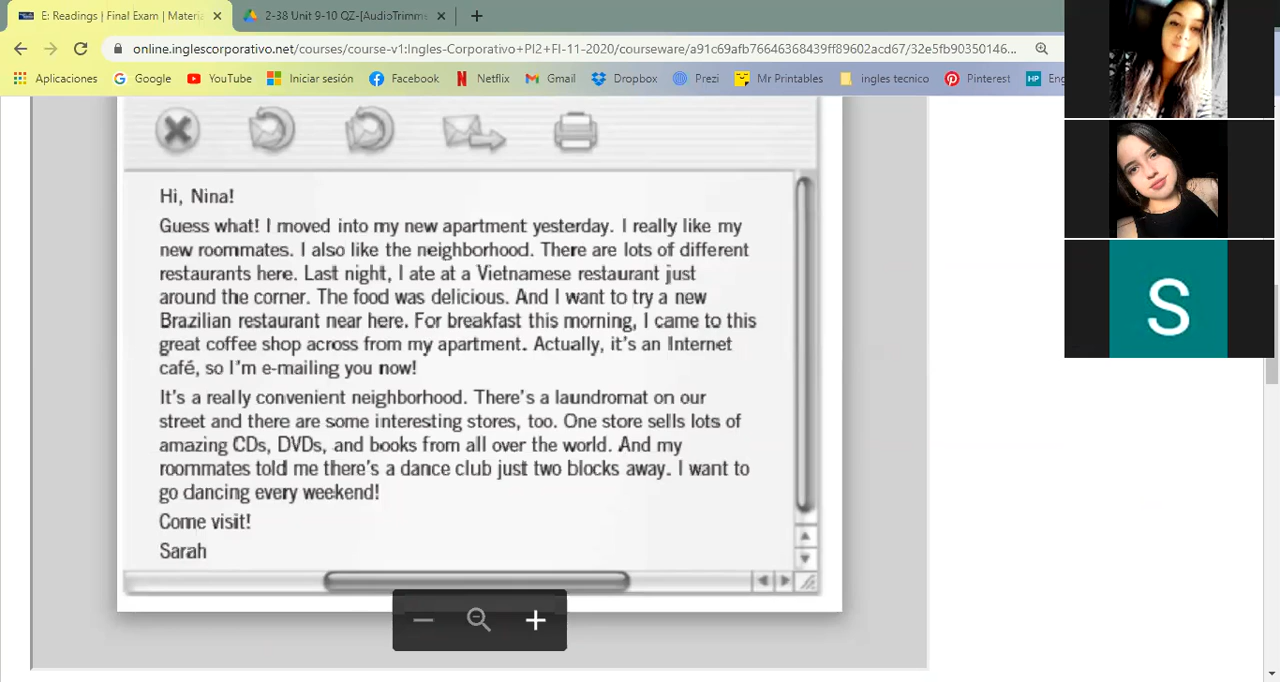 E: Readings | Final Exam | Materia
2-38 Unit 9-10 QZ-[AudioTrimme
online.inglescorporativo.net/courses/course-v1:Ingles-Corporativo+PI2+FI-11-2020/courseware/a91c69afb76646368439ff89602acd67/32e5fb90350146...
Aplicaciones Google YouTube Iniciar sesión Facebook Netflix Gmail Dropbox Prezi Mr Printables ingles tecnico Pinterest HP Eng
Hi, Nina!
Guess what! I moved into my new apartment yesterday. I really like my
new roommates. I also like the neighborhood. There are lots of different
restaurants here. Last night, I ate at a Vietnamese restaurant just
around the corner. The food was delicious. And I want to try a new
Brazilian restaurant near here. For breakfast this morning, I came to this
great coffee shop across from my apartment. Actually, it's an Internet
café, so I'm e-mailing you now!
It's a really convenient neighborhood. There's a laundromat on our
street and there are some interesting stores, too. One store sells lots of
amazing CDs, DVDs, and books from all over the world. And my
roommates told me there's a dance club just two blocks away. I want to
go dancing every weekend!
Come visit!
Sarah
S